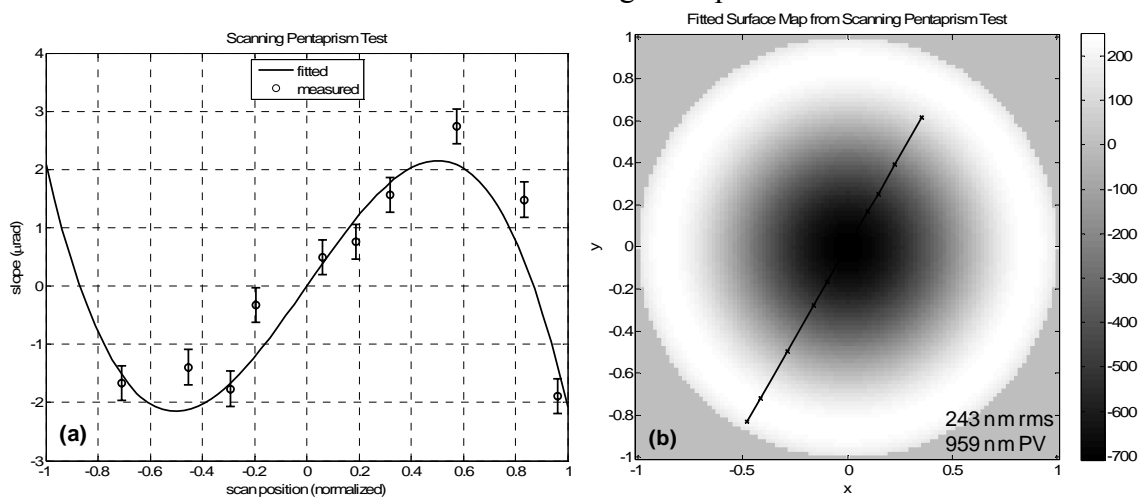 Scanning Pentaprism Test
fitted
measured
4
3
2
1
0
-1
-2
-3
slope (μrad)
-1 -0.8 -0.6 -0.4 -0.2 0 0.2 0.4 0.6 0.8 1
scan position (normalized)
(a)
Fitted Surface Map from Scanning Pentaprism Test
1
0.8
0.6
0.4
0.2
0
-0.2
-0.4
-0.6
-0.8
-1
y
-1 -0.5 0 0.5 1
x
(b)
243 nm rms
959 nm PV
200
100
0
-100
-200
-300
-400
-500
-600
-700